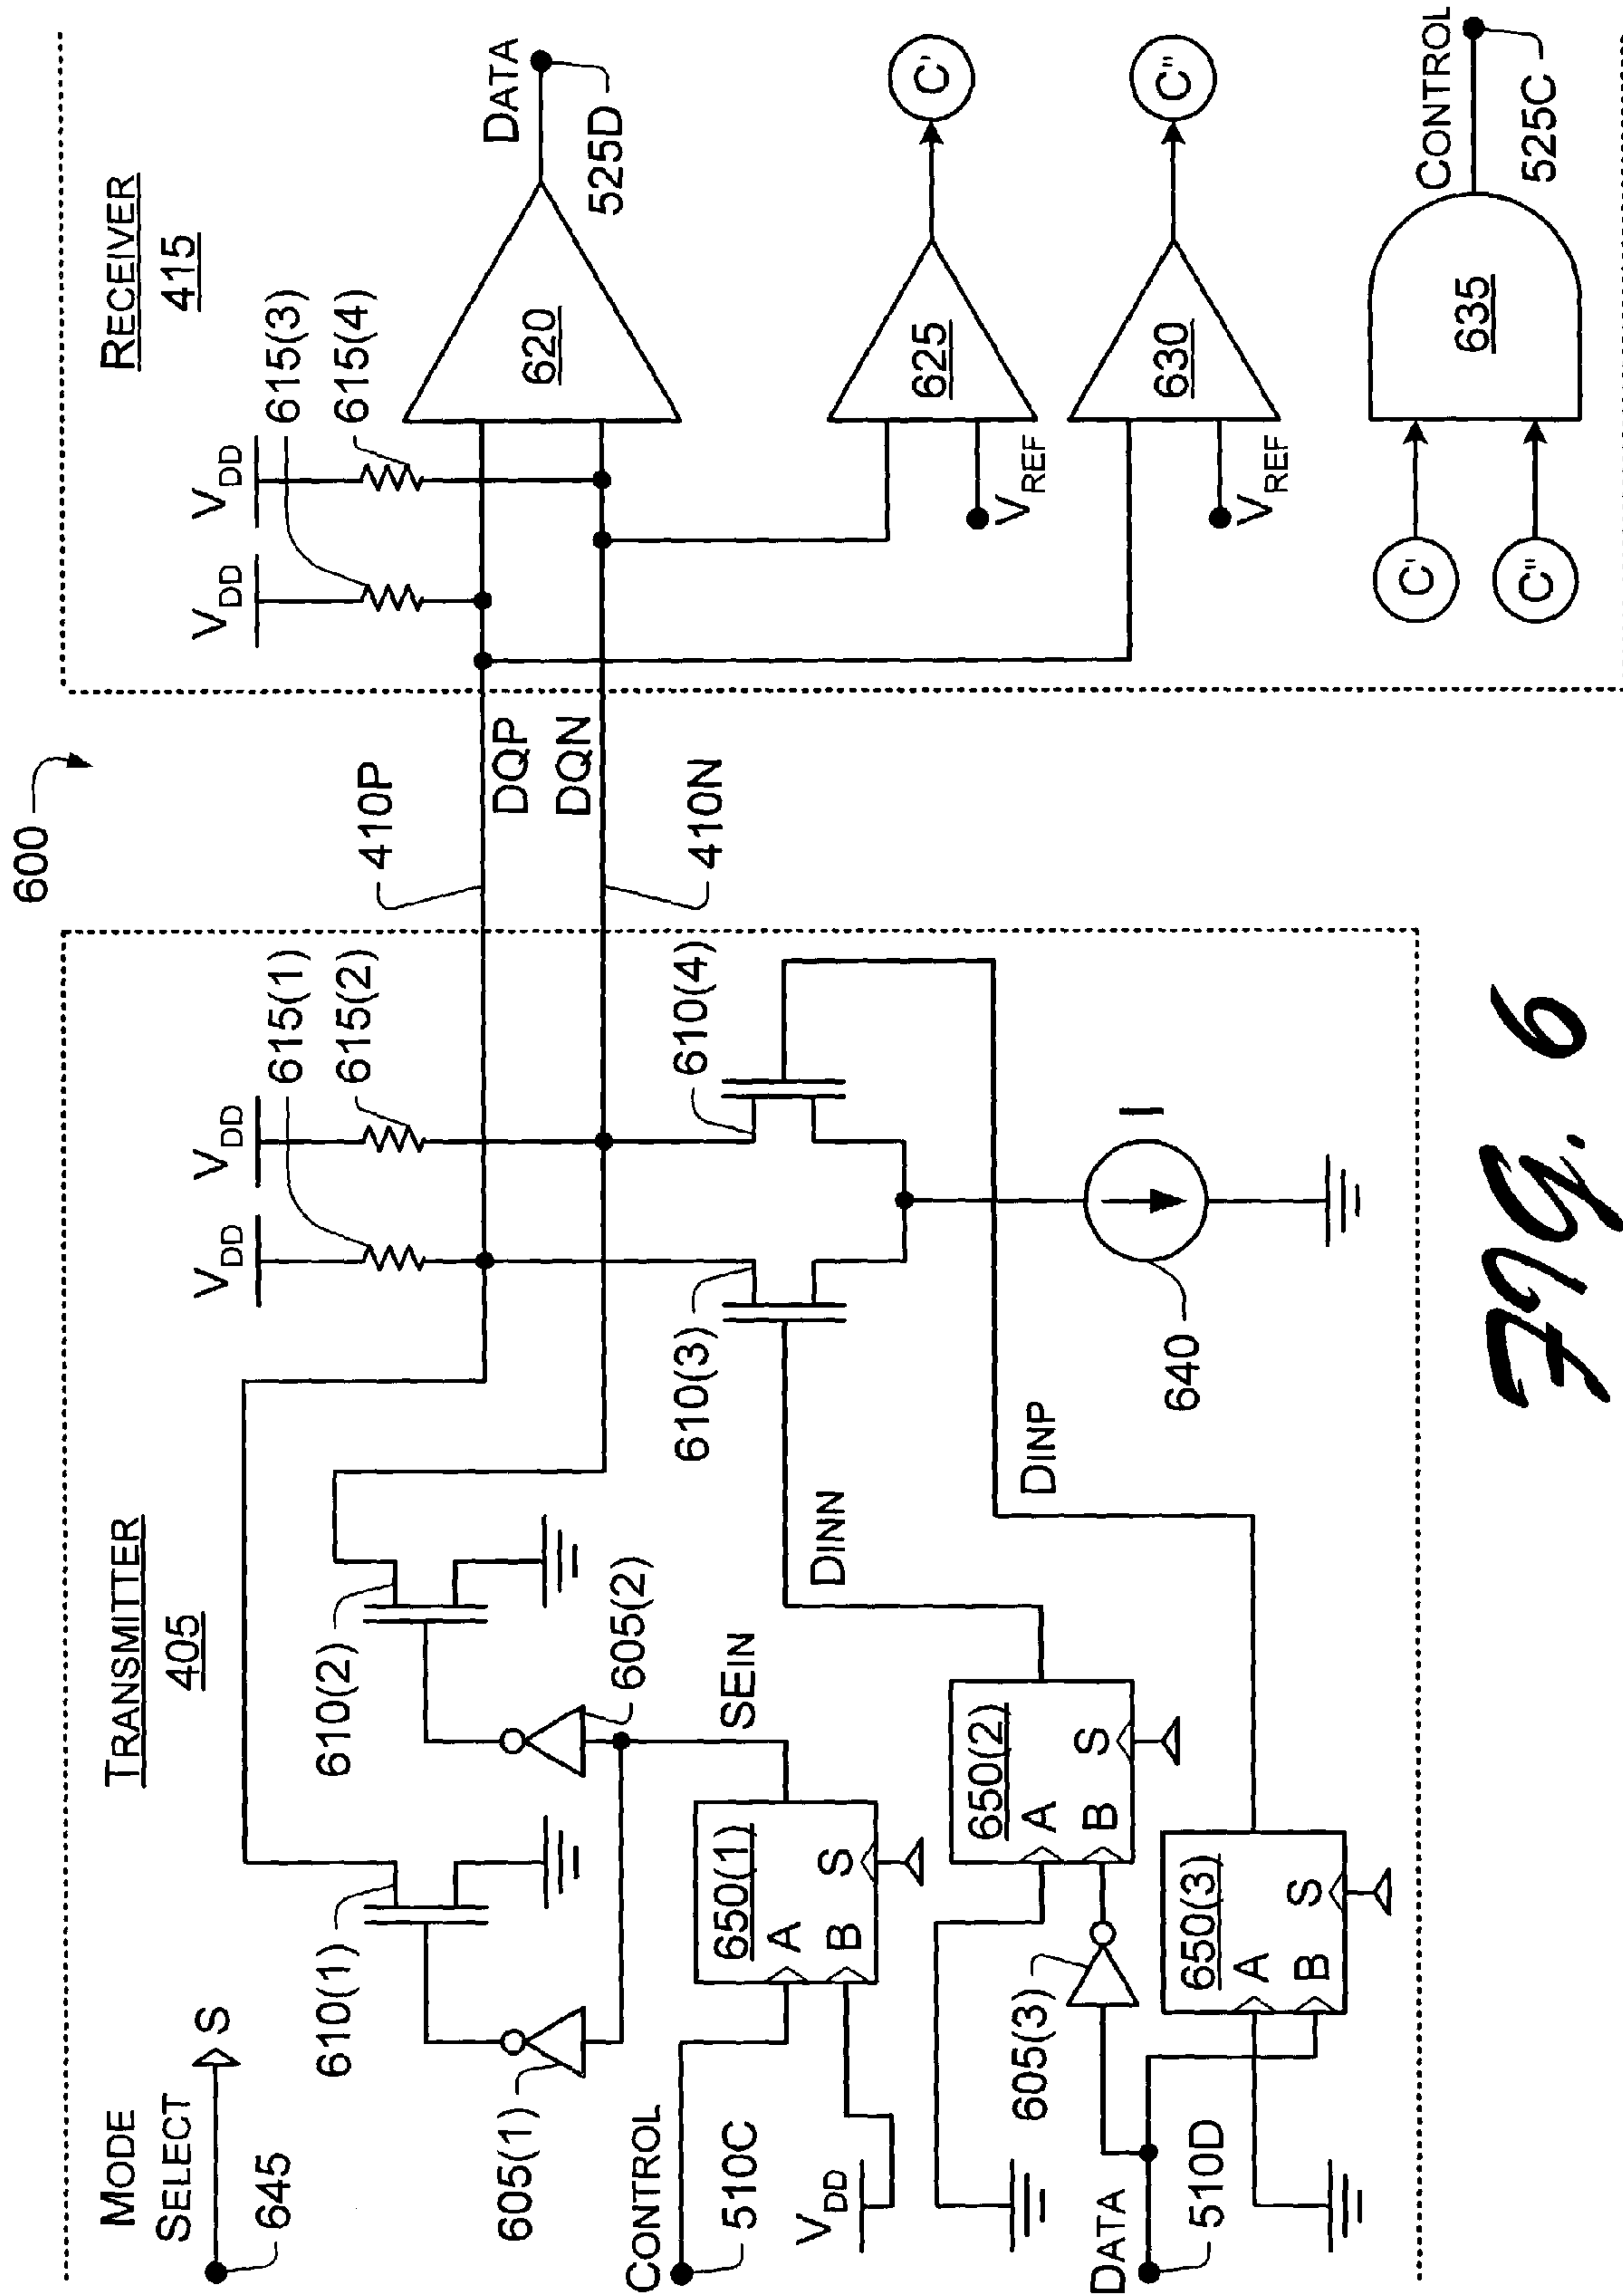 600
TRANSMITTER
405
RECEIVER
415
MODE
SELECT
S
645
610(1)
610(2)
605(1)
605(2)
SEIN
CONTROL
510C
VDD
650(1)
A
B
S
VDD
VDD
615(1)
615(2)
610(3)
610(4)
DINN
DINP
640
I
650(2)
A
B
S
605(3)
DATA
510D
650(3)
A
B
S
410P
DQP
DQN
410N
VDD
VDD
615(3)
615(4)
620
DATA
525D
625
VREF
C'
630
VREF
C"
C'
C"
635
CONTROL
525C
FIG. 6